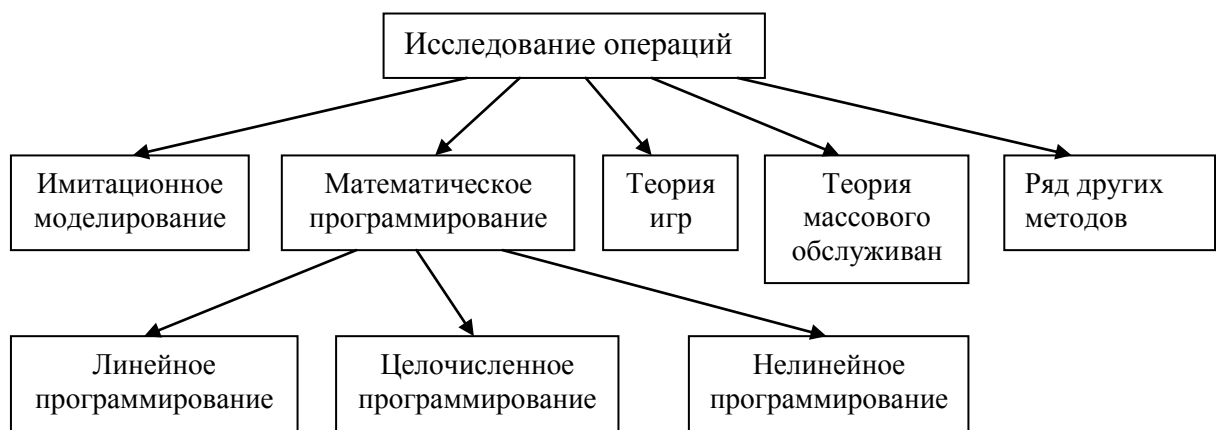 Исследование операций
Имитационное
моделирование
Математическое
программирование
Теория
игр
Теория
массового
обслуживан
Ряд других
методов
Линейное
программирование
Целочисленное
программирование
Нелинейное
программирование